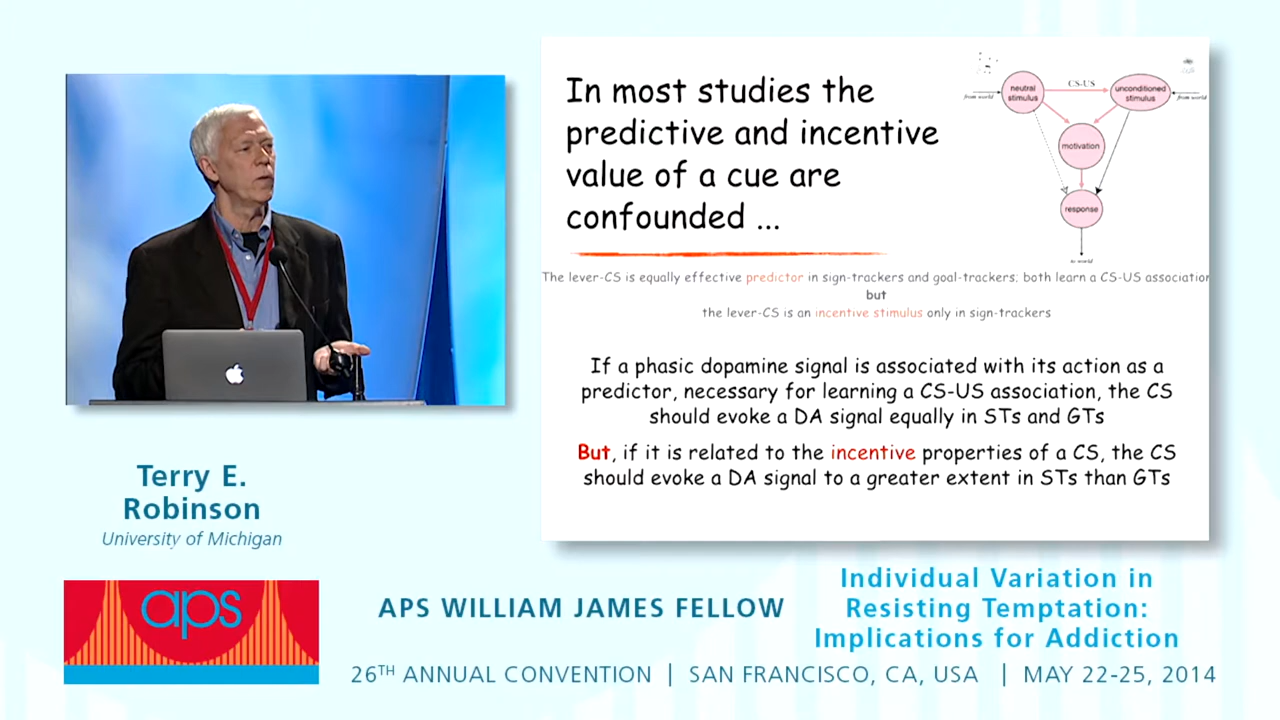 In most studies the
predictive and incentive
value of a cue are
confounded ...
neutral
stimulus
CS-US
unconditioned
stimulus
from world
from world
motivation
response
to world
The lever-CS is equally effective predictor in sign-trackers and goal-trackers; both learn a CS-US association
but
the lever-CS is an incentive stimulus only in sign-trackers
If a phasic dopamine signal is associated with its action as a
predictor, necessary for learning a CS-US association, the CS
should evoke a DA signal equally in STs and GTs
But, if it is related to the incentive properties of a CS, the CS
should evoke a DA signal to a greater extent in STs than GTs
Terry E.
Robinson
University of Michigan
aps
APS WILLIAM JAMES FELLOW
Individual Variation in
Resisting Temptation:
Implications for Addiction
26TH ANNUAL CONVENTION | SAN FRANCISCO, CA, USA | MAY 22-25, 2014